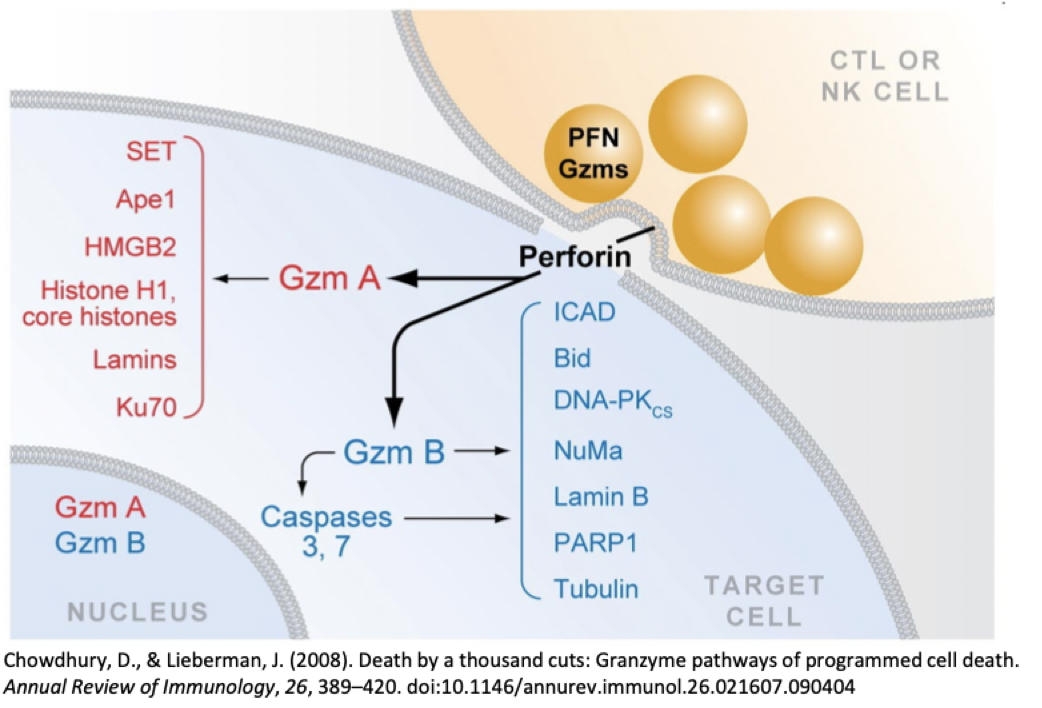 CTL OR
NK CELL
PFN
Gzms
Perforin
SET
Ape1
HMGB2
Histone H1,
core histones
Lamins
Ku70
Gzm A
Gzm B
Caspases
3, 7
ICAD
Bid
DNA-PKCS
NuMa
Lamin B
PARP1
Tubulin
Gzm A
Gzm B
NUCLEUS
TARGET
CELL
Chowdhury, D., & Lieberman, J. (2008). Death by a thousand cuts: Granzyme pathways of programmed cell death.
Annual Review of Immunology, 26, 389–420. doi:10.1146/annurev.immunol.26.021607.090404